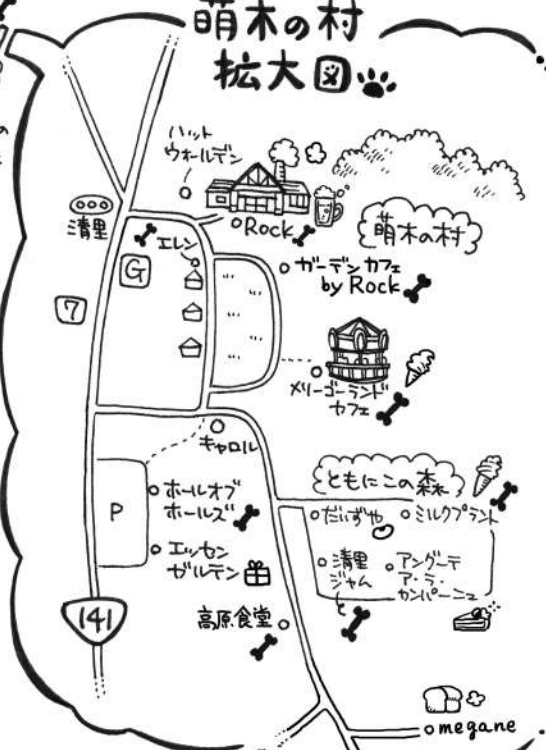 萌木の村
拡大図
ハット
ウォールデン
清里
Rock
エレン
萌木の村
G
ガーデンカフェ
by Rock
7
メリーゴーランド
カフェ
キャロル
ともにこの森
P
ホールオブ
ホールズ
だいずや
ミルクプラント
エッセン
ゼルテン
清里
ジャム
アングーテ
ア・ラ・
カンパーニュ
と
141
高原食堂
megane